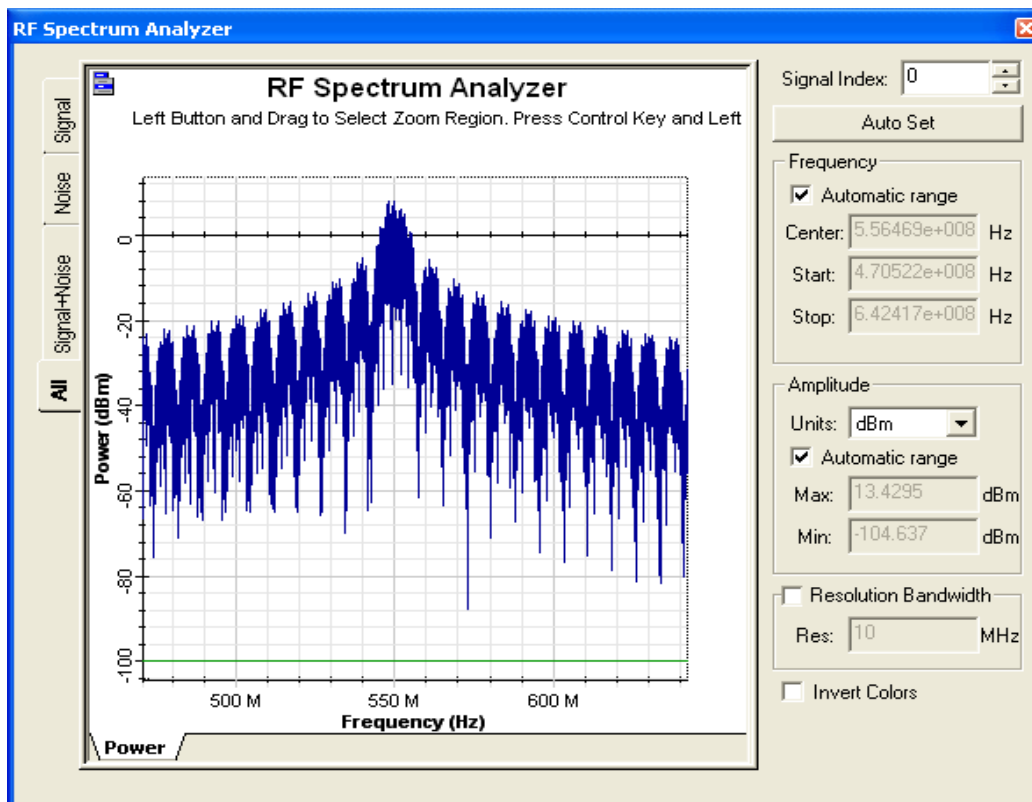 RF Spectrum Analyzer
Signal
Noise
Signal+Noise
All
RF Spectrum Analyzer
Left Button and Drag to Select Zoom Region. Press Control Key and Left
Power (dBm)
0
-20
-40
-60
-80
-100
500 M
550 M
600 M
Frequency (Hz)
Power
Signal Index: 0
Auto Set
Frequency
Automatic range
Center: 5.56469e+008 Hz
Start: 4.70522e+008 Hz
Stop: 6.42417e+008 Hz
Amplitude
Units: dBm
Automatic range
Max: 13.4295 dBm
Min: -104.637 dBm
Resolution Bandwidth
Res: 10 MHz
Invert Colors